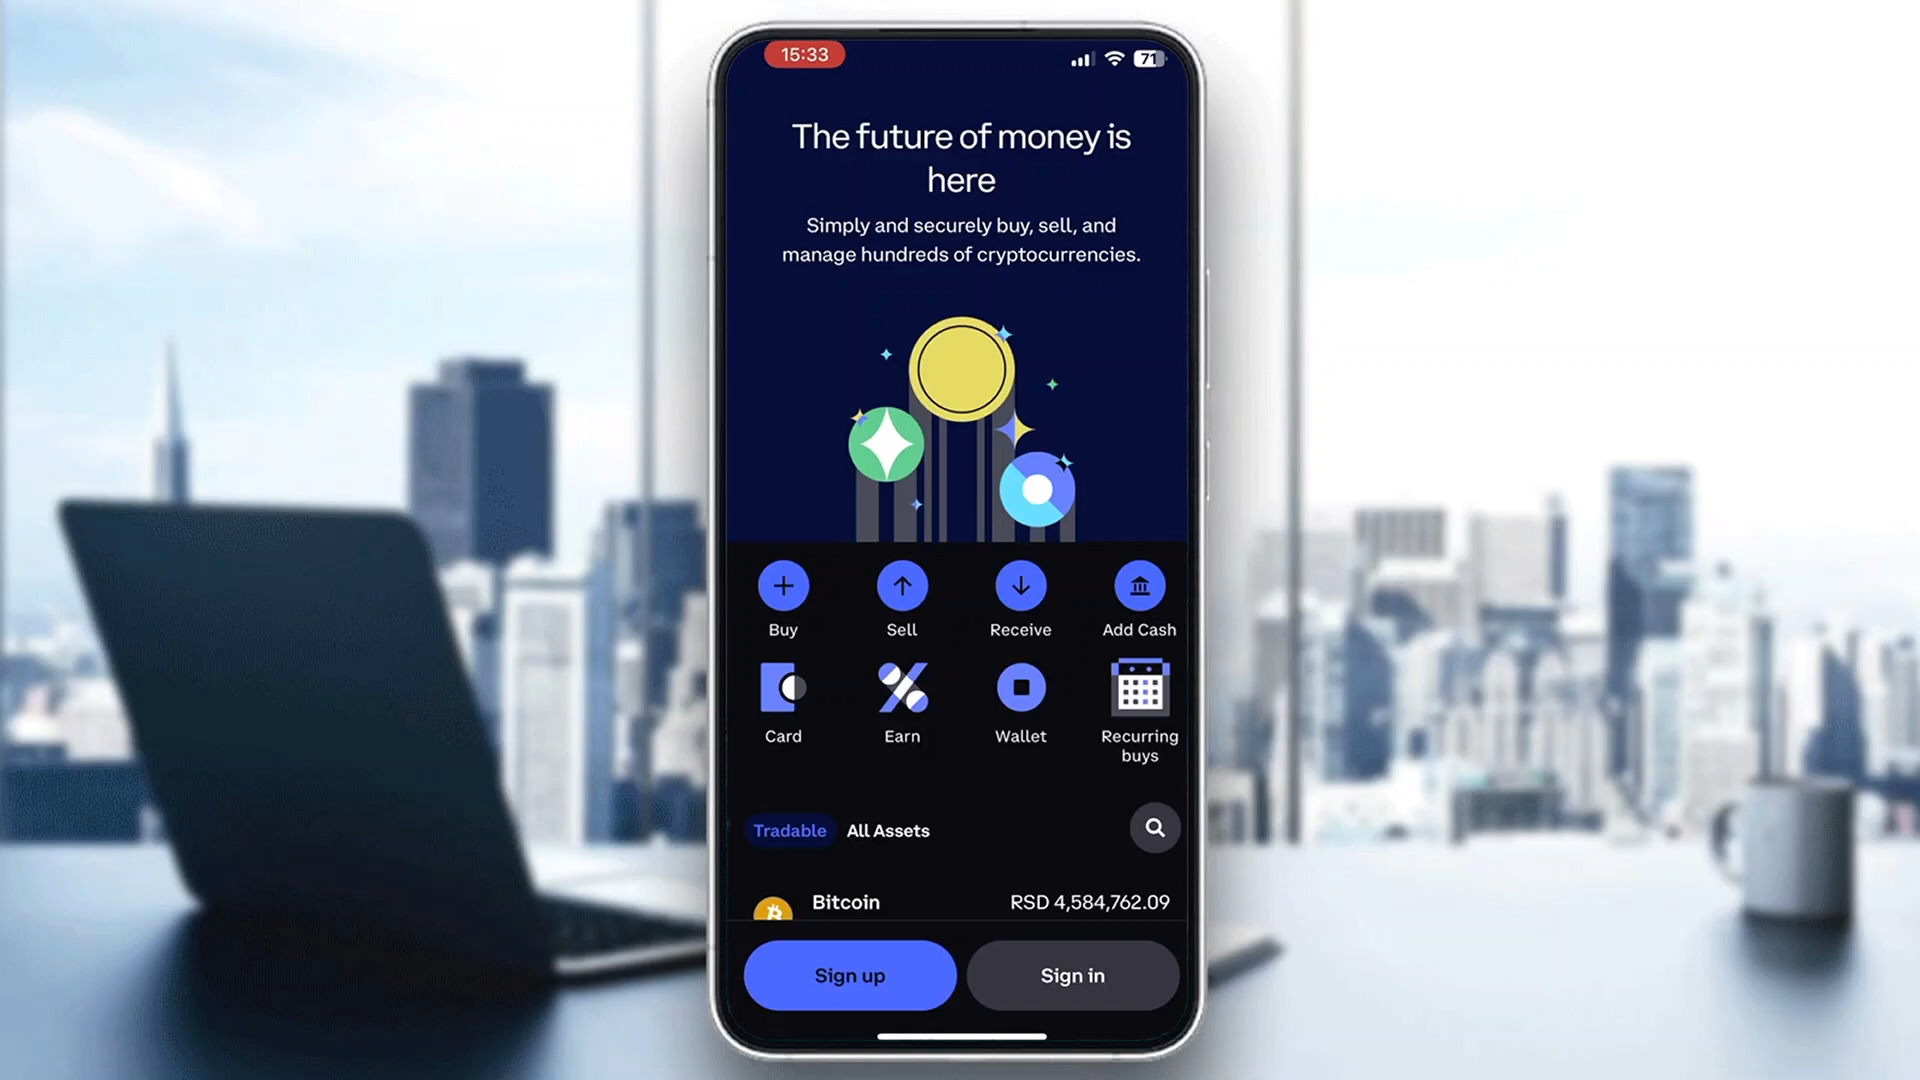 15:33
71
The future of money is
here
Simply and securely buy, sell, and
manage hundreds of cryptocurrencies.
Buy
Sell
Receive
Add Cash
Card
Earn
Wallet
Recurring
buys
Tradable
All Assets
Bitcoin
RSD 4,584,762.09
Sign up
Sign in